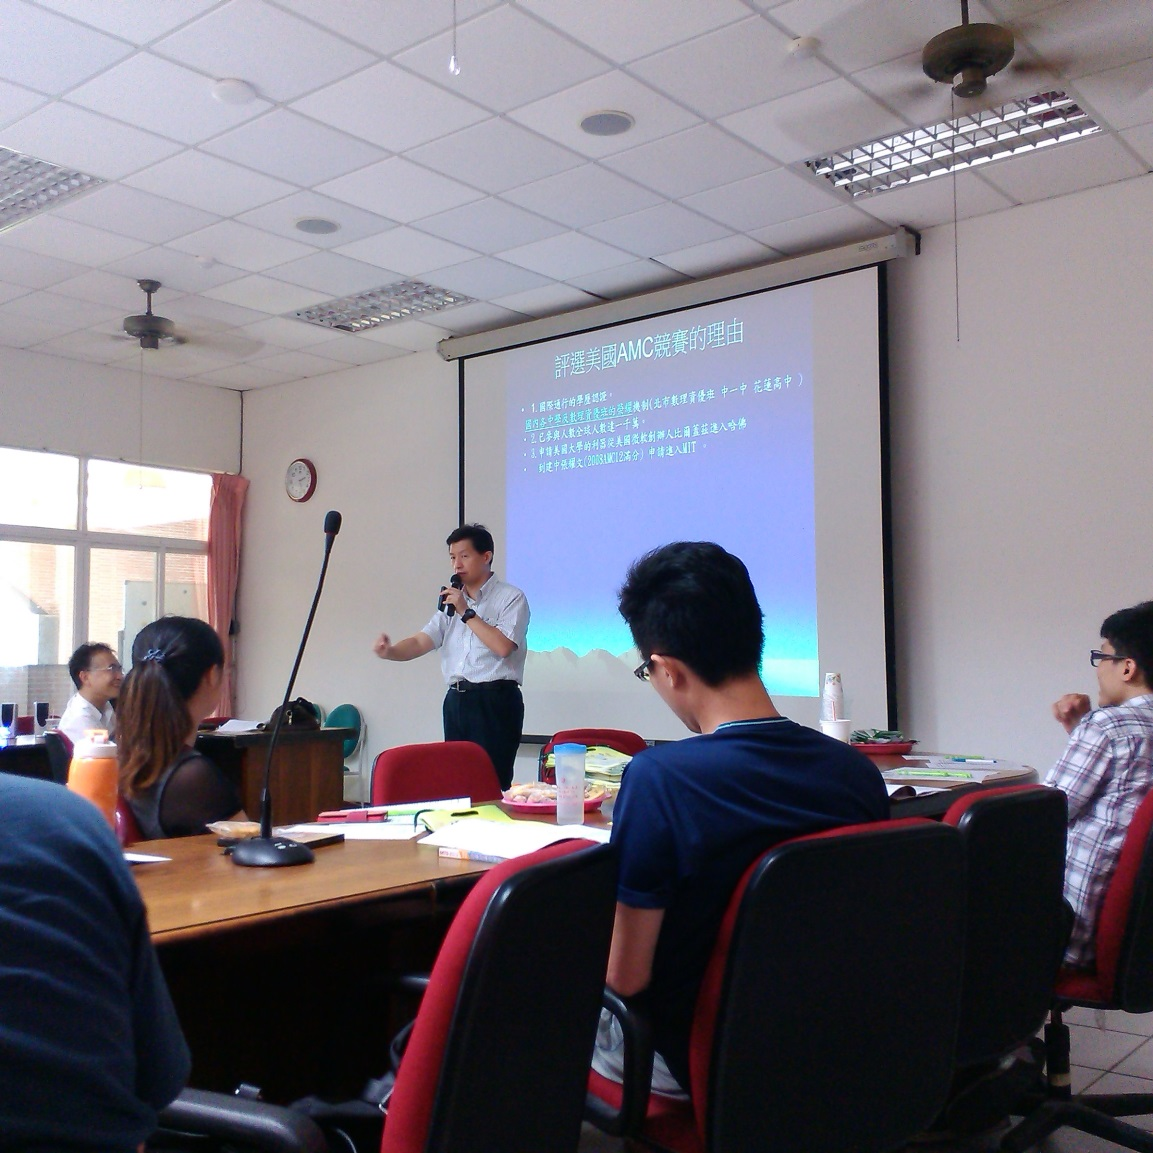 評選美國AMC競賽的理由
• 1.國際通行的學歷認證。
國內各中學設數理資優班的榮耀機制(北市數理資優班 中一中 花蓮高中 )
• 2.已參與人數全球人數達一千萬。
• 3.申請美國大學的利器從美國微軟創辦人比爾蓋茲進入哈佛
• 到建中張耀文(2008AMC12滿分) 申請進入MIT 。